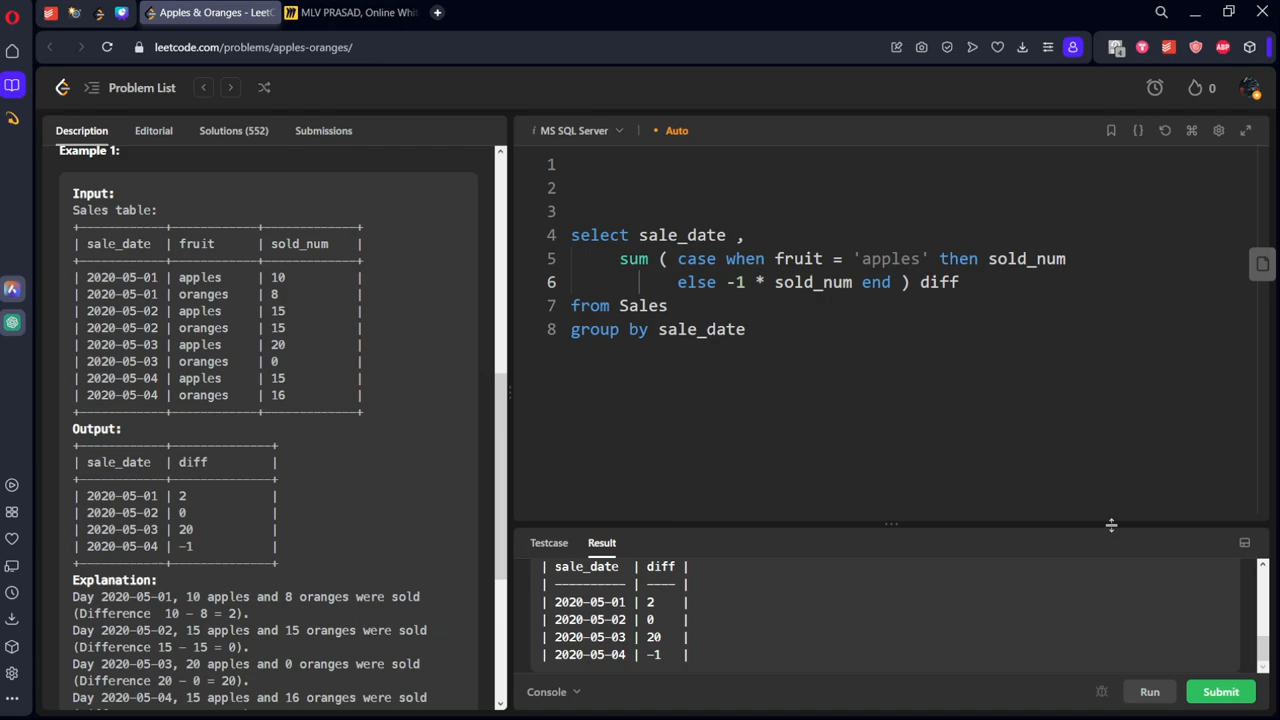 Apples & Oranges - LeetC
MLV PRASAD, Online Whit
leetcode.com/problems/apples-oranges/
4
ABP
Problem List
0
Description
Editorial
Solutions (552)
Submissions
Example 1:
Input:
Sales table:
+------------+------------+-------------+
| sale_date | fruit | sold_num |
+------------+------------+-------------+
| 2020-05-01 | apples | 10 |
| 2020-05-01 | oranges | 8 |
| 2020-05-02 | apples | 15 |
| 2020-05-02 | oranges | 15 |
| 2020-05-03 | apples | 20 |
| 2020-05-03 | oranges | 0 |
| 2020-05-04 | apples | 15 |
| 2020-05-04 | oranges | 16 |
+------------+------------+-------------+
Output:
+------------+--------------+
| sale_date | diff |
+------------+--------------+
| 2020-05-01 | 2 |
| 2020-05-02 | 0 |
| 2020-05-03 | 20 |
| 2020-05-04 | -1 |
+------------+--------------+
Explanation:
Day 2020-05-01, 10 apples and 8 oranges were sold
(Difference 10 - 8 = 2).
Day 2020-05-02, 15 apples and 15 oranges were sold
(Difference 15 - 15 = 0).
Day 2020-05-03, 20 apples and 0 oranges were sold
(Difference 20 - 0 = 20).
Day 2020-05-04, 15 apples and 16 oranges were sold
i MS SQL Server
• Auto
1
2
3
4 select sale_date ,
5 sum ( case when fruit = 'apples' then sold_num
6 else -1 * sold_num end ) diff
7 from Sales
8 group by sale_date
Testcase
Result
| sale_date | diff |
| ---------- | ---- |
| 2020-05-01 | 2 |
| 2020-05-02 | 0 |
| 2020-05-03 | 20 |
| 2020-05-04 | -1 |
Console
Run
Submit